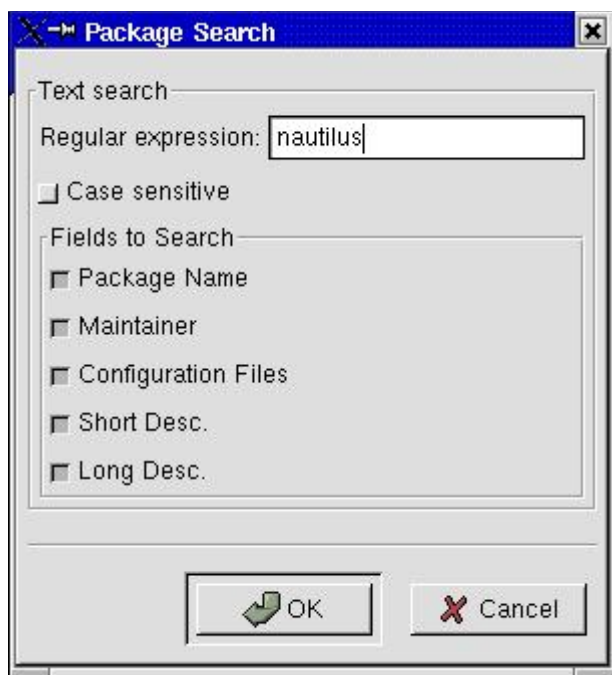 Package Search
Text search
Regular expression: nautilus
Case sensitive
Fields to Search
Package Name
Maintainer
Configuration Files
Short Desc.
Long Desc.
OK Cancel